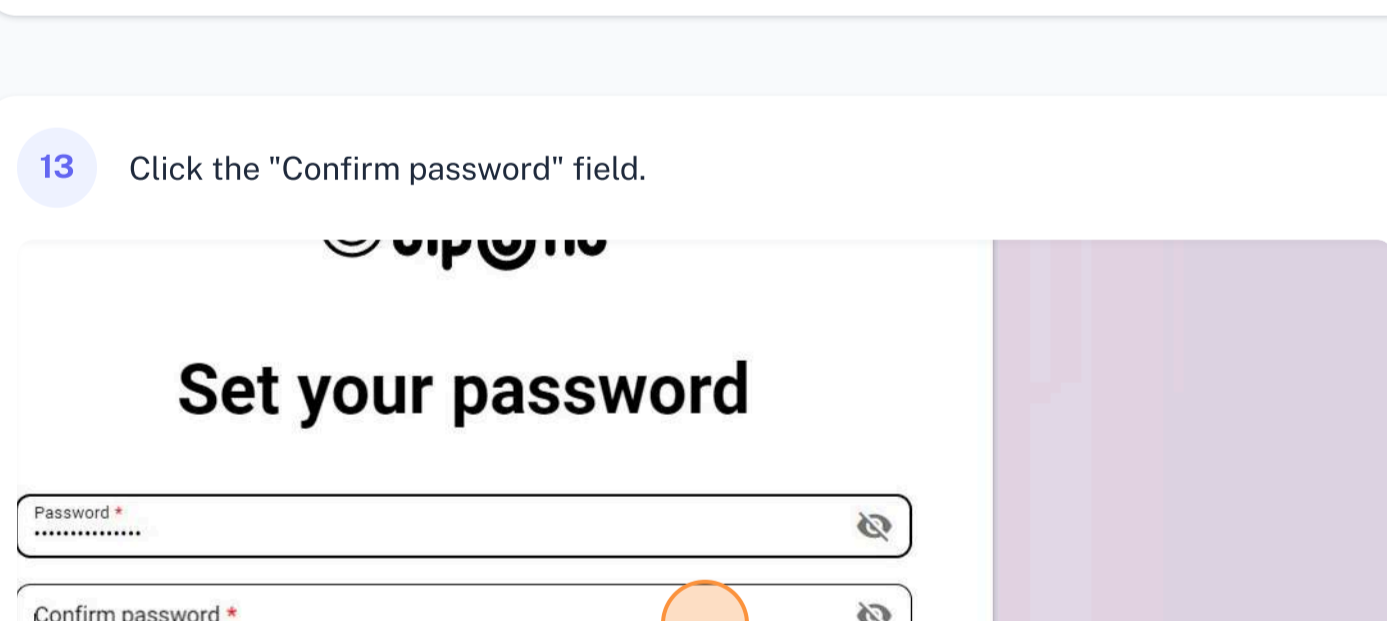 13
Click the "Confirm password" field.
Set your password
Password *
•••••••••••••••
Confirm password *